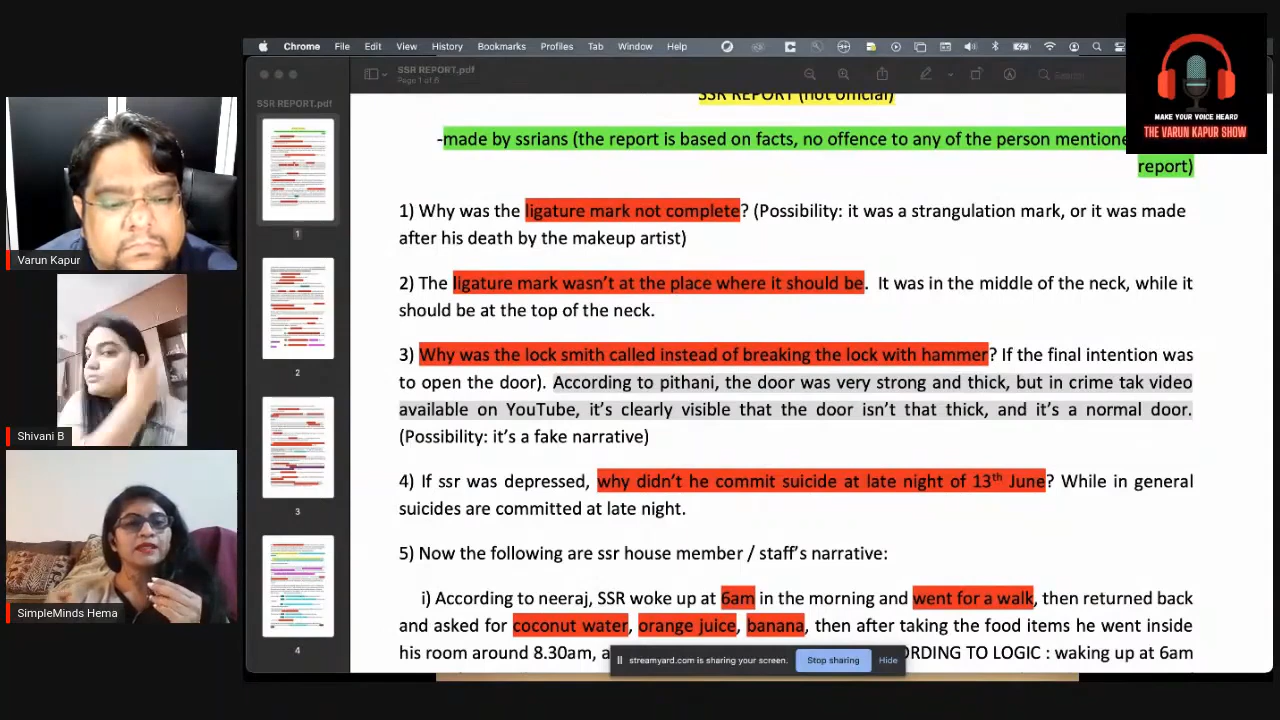 Chrome File Edit View History Bookmarks Profiles Tab Window Help
SSR REPORT.pdf
Page 1 of 6
Search
SSR REPORT.pdf
1
2
3
4
MAKE YOUR VOICE HEARD
THE VARUN KAPUR SHOW
Varun Kapur
Shivani B
SimpleMinds Hema
SSR REPORT (not official)
-made by ssrians (the report is based facts, no offence to any of the person mentione
report)
1) Why was the ligature mark not complete? (Possibility: it was a strangulation mark, or it was made
after his death by the makeup artist)
2) The ligature mark wasn't at the place where it should be. It was in the middle of the neck, while it
should be at the top of the neck.
3) Why was the lock smith called instead of breaking the lock with hammer? If the final intention was
to open the door). According to pithani, the door was very strong and thick, but in crime tak video
available on YouTube, it's clearly visible that the door isn't that thick, and it's a normal door.
(Possibility: it's a fake narrative)
4) If ssr was depressed, why didn't he commit suicide at late night of 13th June? While in general
suicides are committed at late night.
5) Now the following are ssr house member / staff's narrative:
i) According to neeraj, SSR woke up at 6am in the morning and went for a walk, then returned back
and asked for coconut water, orange juice, banana, then after taking the food items he went inside
his room around 8.30am, a RDING TO LOGIC : waking up at 6am
streamyard.com is sharing your screen. Stop sharing Hide